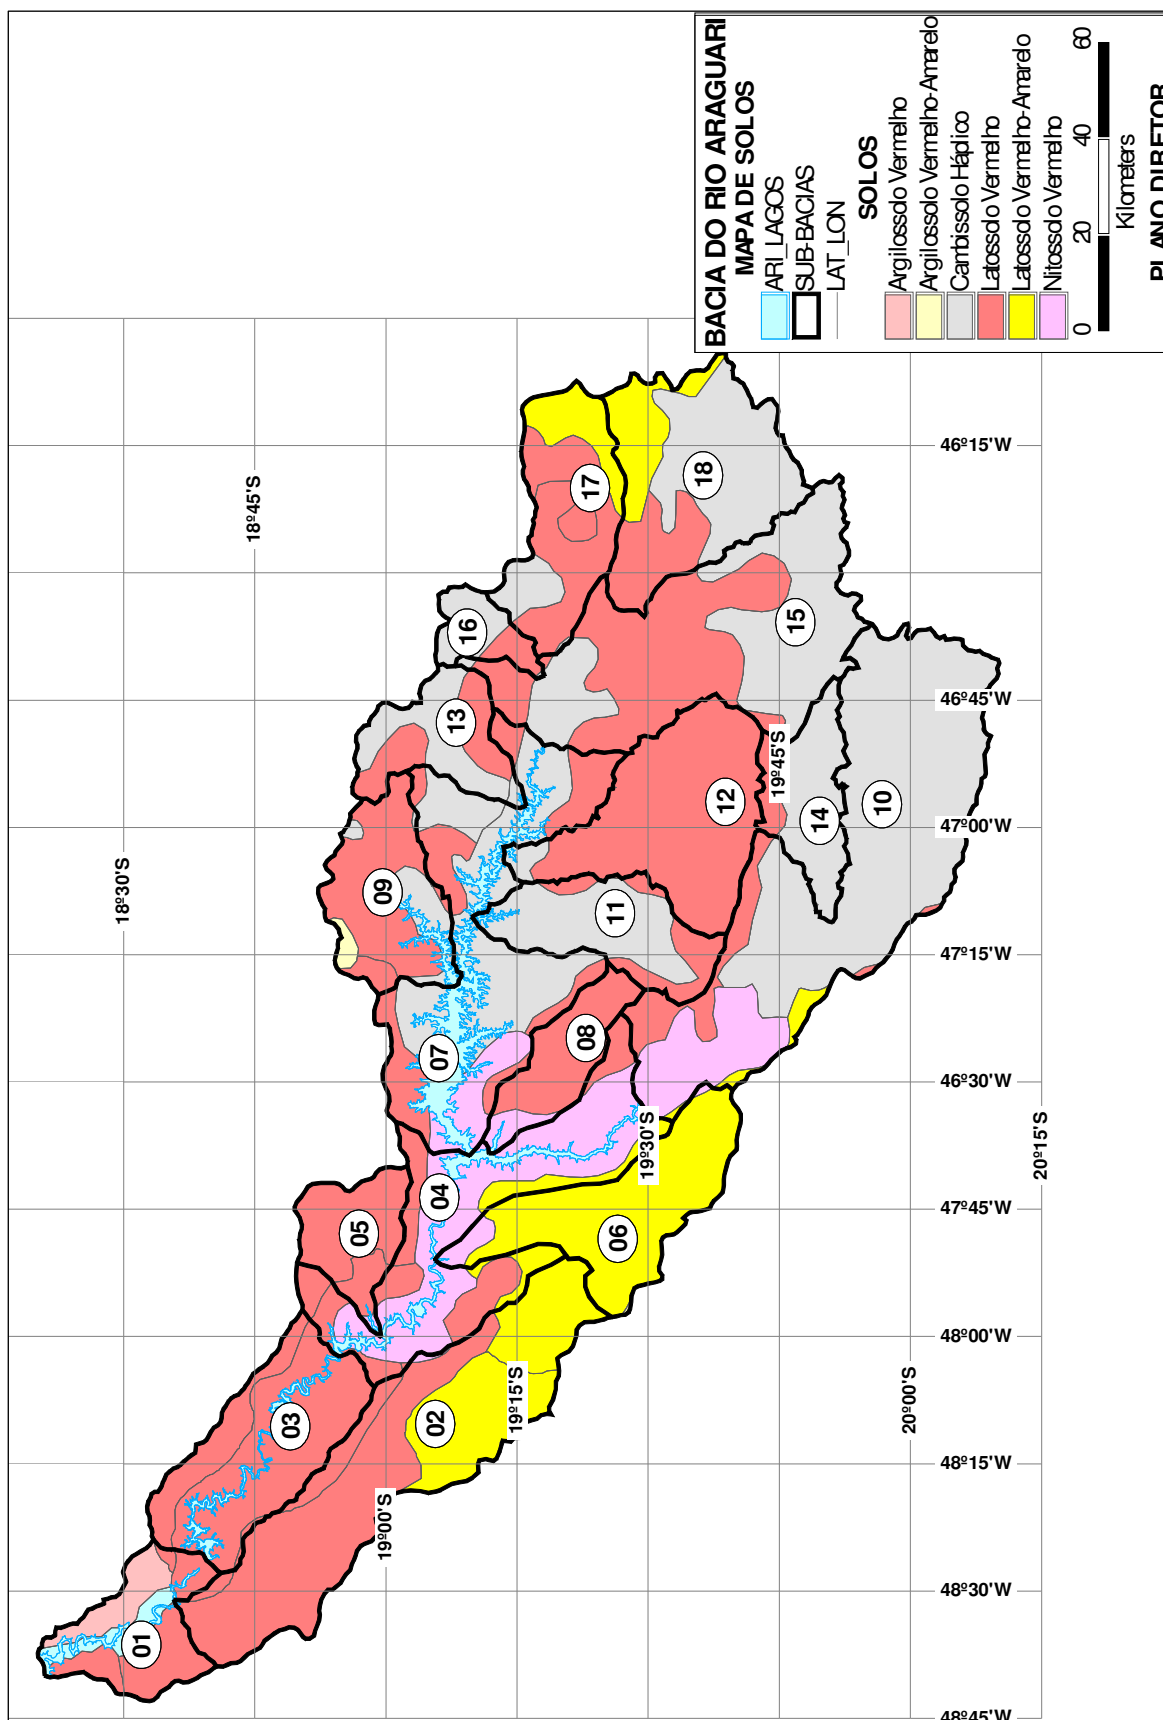 BACIA DO RIO ARAGUARI
MAPA DE SOLOS
ARI_LAGOS
SUB-BACIAS
LAT_LON
SOLOS
Argilossolo Vermelho
Argilossolo Vermelho-Amarelo
Cambissolo Háplico
Latossolo Vermelho
Latossolo Vermelho-Amarelo
Nitossolo Vermelho
0 20 40 60
Kilometers
PLANO DIRETOR
18º30'S
18º45'S
19º00'S
19º15'S
19º30'S
19º45'S
20º00'S
20º15'S
48º45'W
48º30'W
48º15'W
48º00'W
47º45'W
46º30'W
47º15'W
47º00'W
46º45'W
46º15'W
01
02
03
04
05
06
07
08
09
10
11
12
13
14
15
16
17
18